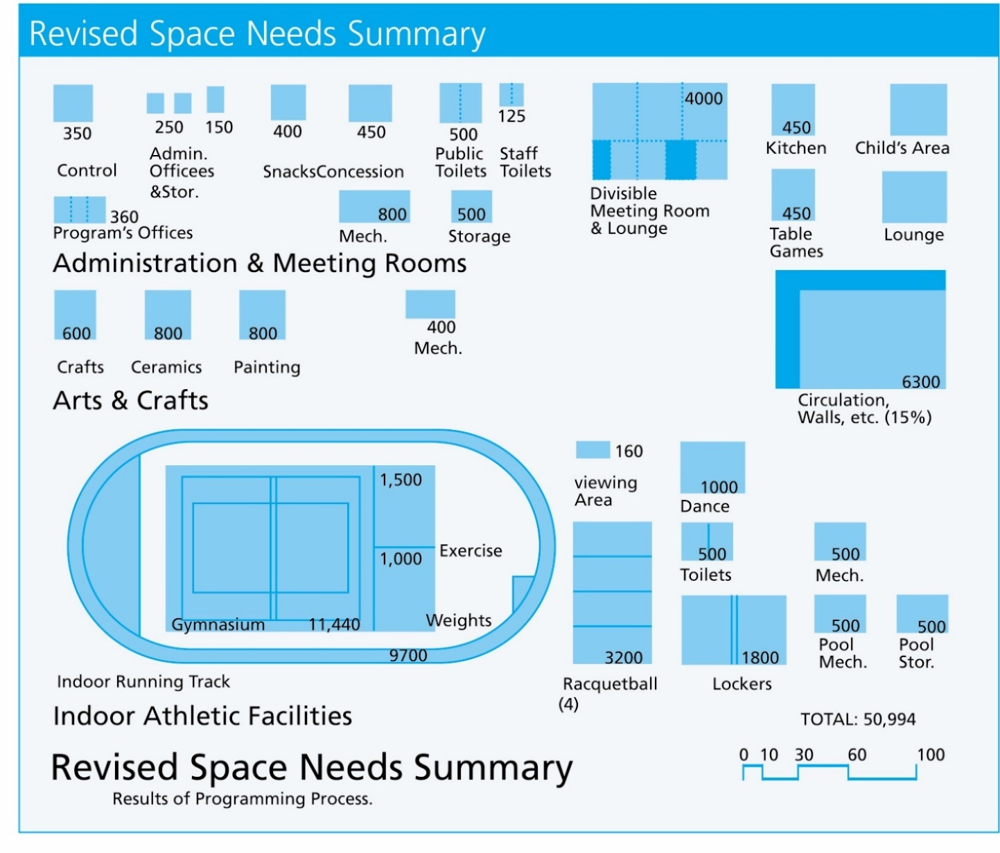 Revised Space Needs Summary
350
Control
250
150
Admin.
Officees
&Stor.
400
450
SnacksConcession
500
Public
Toilets
125
Staff
Toilets
4000
Divisible
Meeting Room
& Lounge
450
Kitchen
Child's Area
360
Program's Offices
800
Mech.
500
Storage
450
Table
Games
Lounge
Administration & Meeting Rooms
600
Crafts
800
Ceramics
800
Painting
400
Mech.
Arts & Crafts
6300
Circulation,
Walls, etc. (15%)
1,500
Exercise
1,000
Weights
Gymnasium
11,440
9700
Indoor Running Track
160
viewing
Area
1000
Dance
500
Toilets
500
Mech.
3200
Racquetball
(4)
1800
Lockers
500
Pool
Mech.
500
Pool
Stor.
Indoor Athletic Facilities
TOTAL: 50,994
0 10 30 60 100
Revised Space Needs Summary
Results of Programming Process.